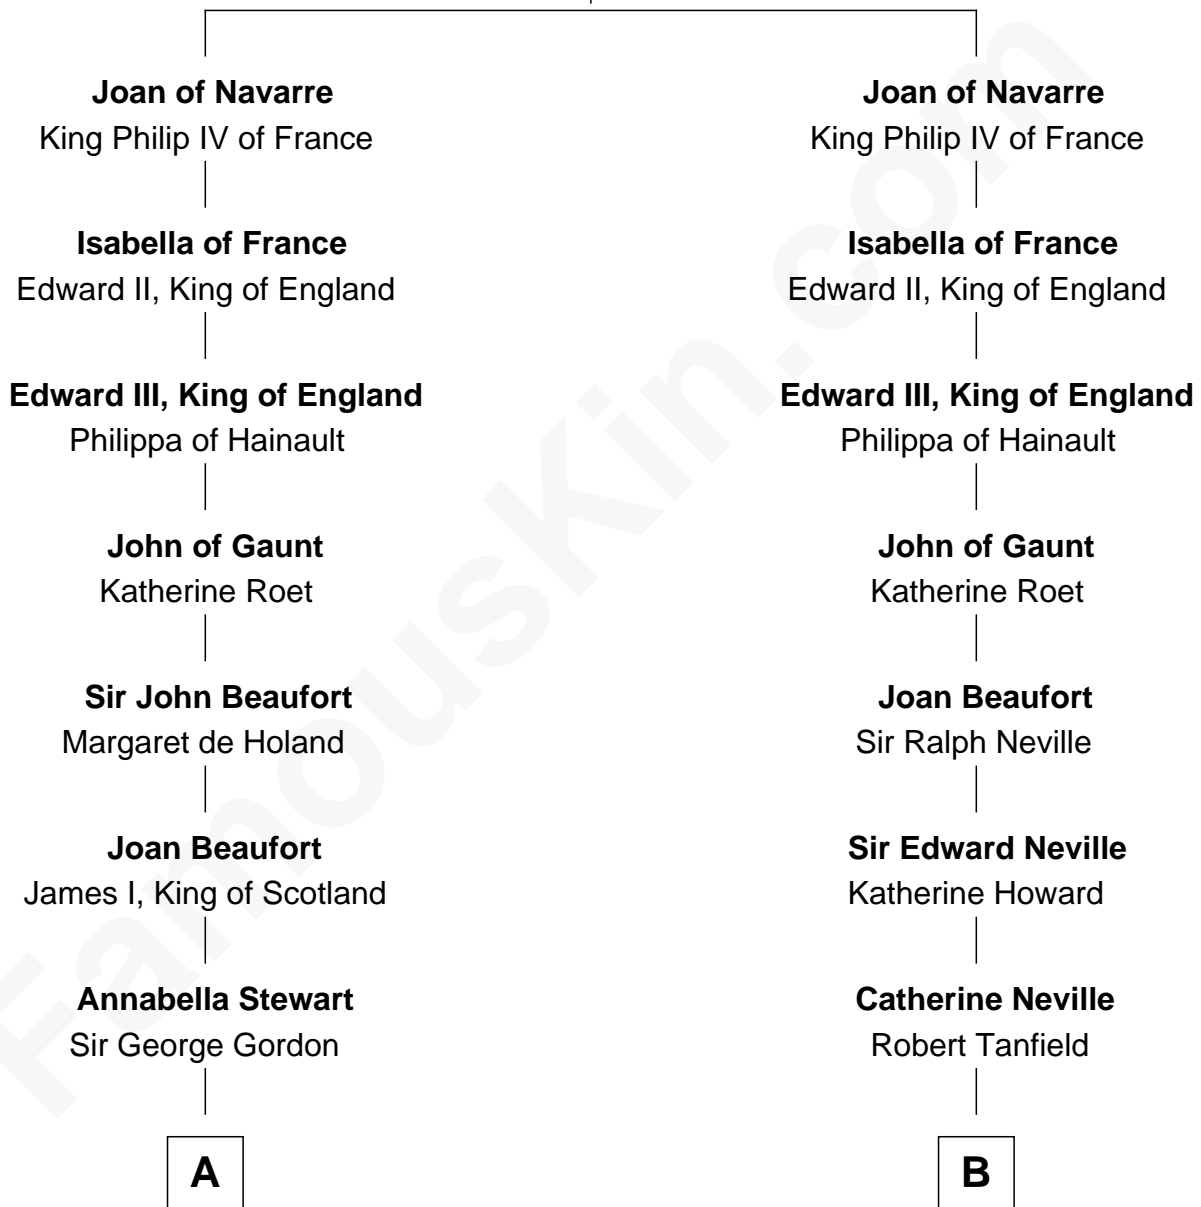 Joan of Navarre
King Philip IV of France
Isabella of France
Edward II, King of England
Edward III, King of England
Philippa of Hainault
John of Gaunt
Katherine Roet
Sir John Beaufort
Margaret de Holand
Joan Beaufort
James I, King of Scotland
Annabella Stewart
Sir George Gordon
A
Joan of Navarre
King Philip IV of France
Isabella of France
Edward II, King of England
Edward III, King of England
Philippa of Hainault
John of Gaunt
Katherine Roet
Joan Beaufort
Sir Ralph Neville
Sir Edward Neville
Katherine Howard
Catherine Neville
Robert Tanfield
B
FamousKin.com